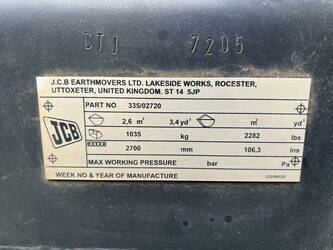 CTJ 7205
J.C.B EARTHMOVERS LTD. LAKESIDE WORKS, ROCESTER,
UTTOXETER, UNITED KINGDOM. ST 14 5JP
PART NO 335/02720
2,6 m³ 3,4 yd³ m³ yd³
1035 kg 2282 lbs
2700 mm 106,3 ins
MAX WORKING PRESSURE bar Pa
WEEK NO & YEAR OF MANUFACTURE
JCB